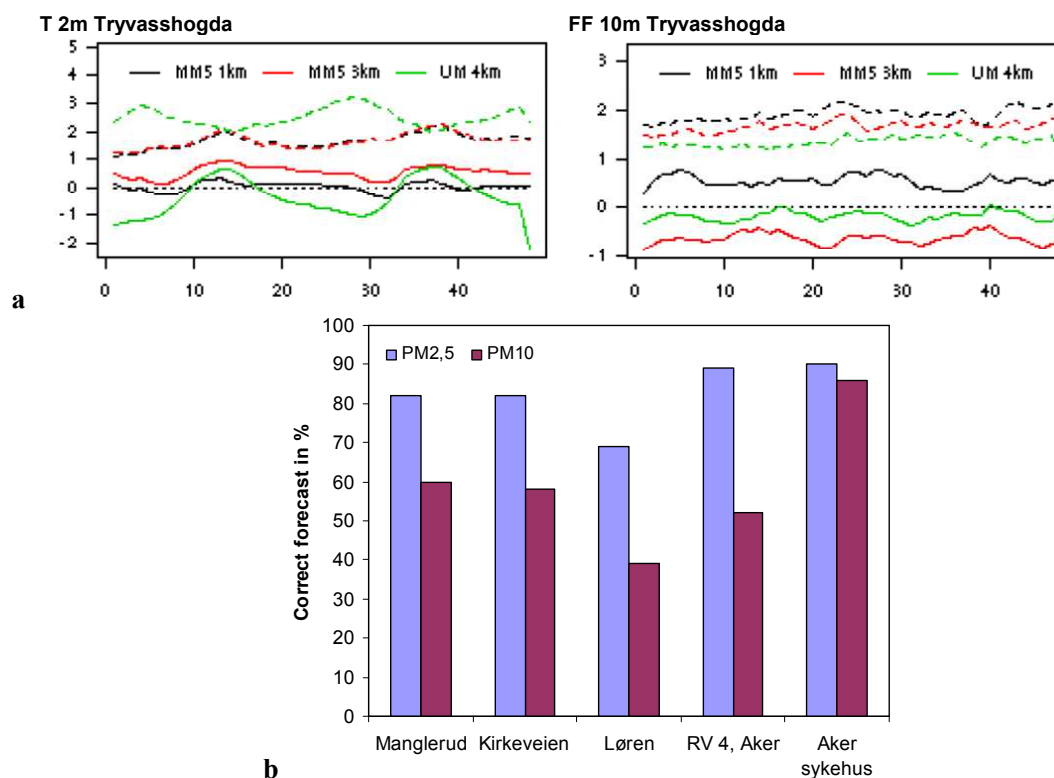 T 2m Tryvasshogda
5
4
3
2
1
0
-1
-2
MM5 1km MM5 3km UM 4km
0 10 20 30 40
FF 10m Tryvasshogda
3
2
1
0
-1
MM5 1km MM5 3km UM 4km
0 10 20 30 40
a
100
90
80
70
60
50
40
30
20
10
0
Correct forecast in %
PM2,5 PM10
Manglerud Kirkeveien Løren RV 4, Aker Aker
sykehus
b